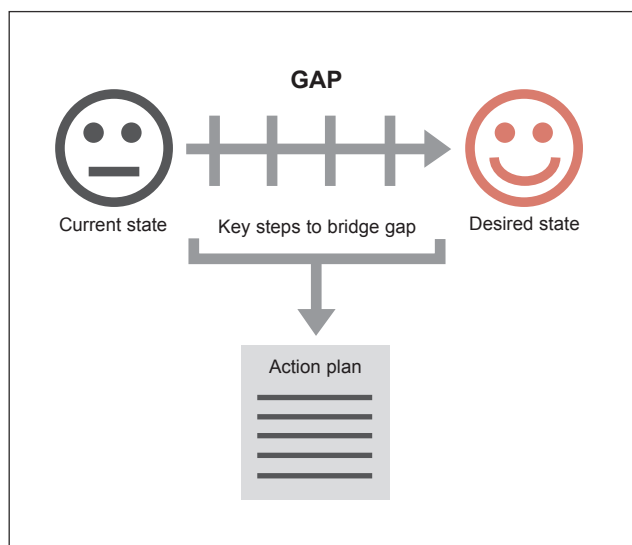 GAP
Current state
Key steps to bridge gap
Desired state
Action plan